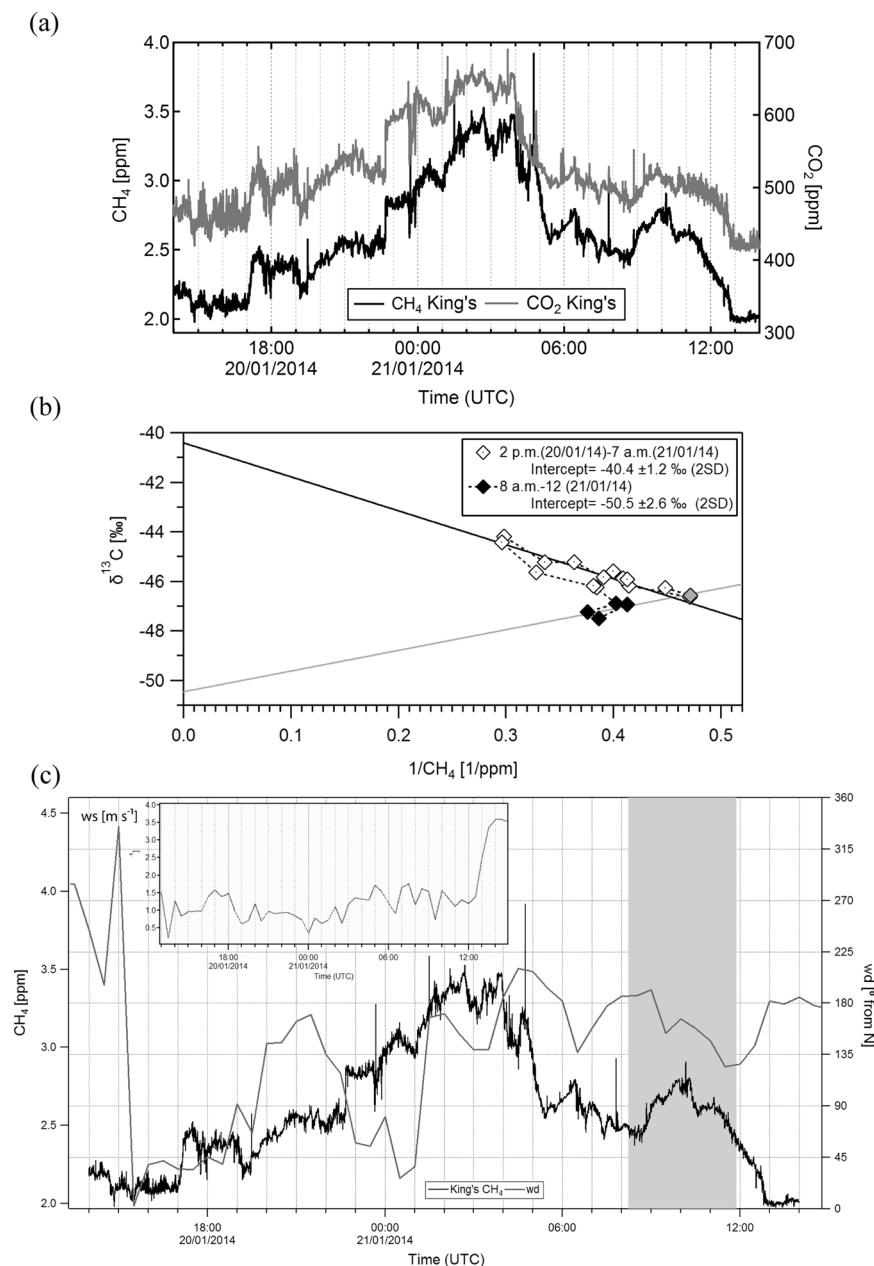 (a)
4.0
3.5
3.0
2.5
2.0
CH4 [ppm]
700
600
500
400
300
CO2 [ppm]
CH4 King's CO2 King's
18:00 00:00 06:00 12:00
20/01/2014 21/01/2014
Time (UTC)
(b)
-40
-42
-44
-46
-48
-50
δ13C [‰]
2 p.m.(20/01/14)-7 a.m.(21/01/14)
Intercept= -40.4 ±1.2 ‰ (2SD)
8 a.m.-12 (21/01/14)
Intercept= -50.5 ±2.6 ‰ (2SD)
0.0 0.1 0.2 0.3 0.4 0.5
1/CH4 [1/ppm]
(c)
4.5
4.0
3.5
3.0
2.5
2.0
CH4 [ppm]
ws [m s-1]
4.0
3.5
3.0
2.5
2.0
1.5
1.0
0.5
18:00 00:00 06:00 12:00
20/01/2014 21/01/2014
Time (UTC)
360
315
270
225
180
135
90
45
0
wd [º from N]
King's CH4 wd
18:00 00:00 06:00 12:00
20/01/2014 21/01/2014
Time (UTC)